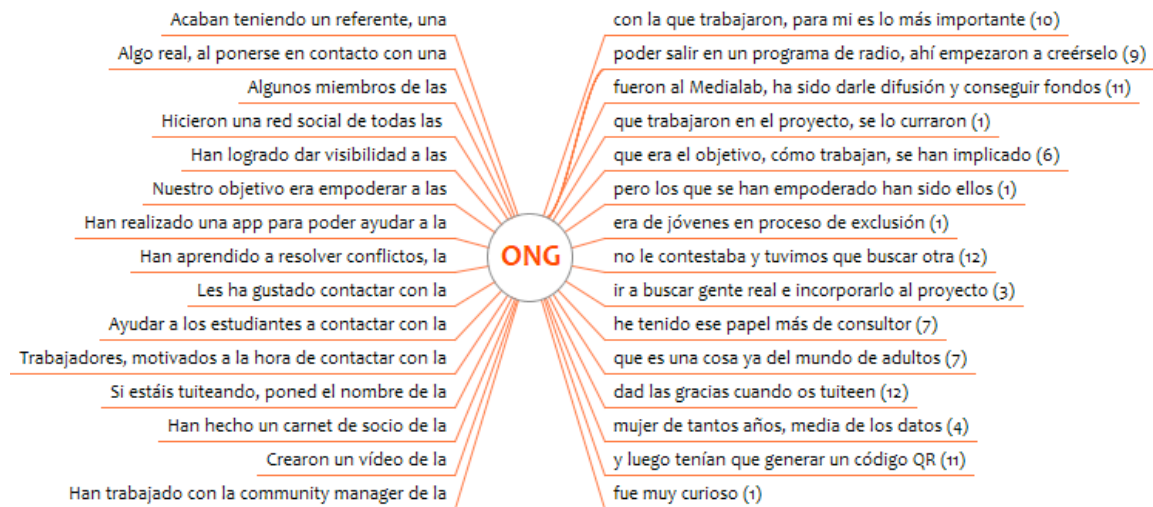 Acaban teniendo un referente, una
Algo real, al ponerse en contacto con una
Algunos miembros de las
Hicieron una red social de todas las
Han logrado dar visibilidad a las
Nuestro objetivo era empoderar a las
Han realizado una app para poder ayudar a la
Han aprendido a resolver conflictos, la
Les ha gustado contactar con la
Ayudar a los estudiantes a contactar con la
Trabajadores, motivados a la hora de contactar con la
Si estáis tuiteando, poned el nombre de la
Han hecho un carnet de socio de la
Crearon un vídeo de la
Han trabajado con la community manager de la
ONG
con la que trabajaron, para mi es lo más importante (10)
poder salir en un programa de radio, ahí empezaron a creérselo (9)
fueron al Medialab, ha sido darle difusión y conseguir fondos (11)
que trabajaron en el proyecto, se lo curraron (1)
que era el objetivo, cómo trabajan, se han implicado (6)
pero los que se han empoderado han sido ellos (1)
era de jóvenes en proceso de exclusión (1)
no le contestaba y tuvimos que buscar otra (12)
ir a buscar gente real e incorporarlo al proyecto (3)
he tenido ese papel más de consultor (7)
que es una cosa ya del mundo de adultos (7)
dad las gracias cuando os tuiteen (12)
mujer de tantos años, media de los datos (4)
y luego tenían que generar un código QR (11)
fue muy curioso (1)